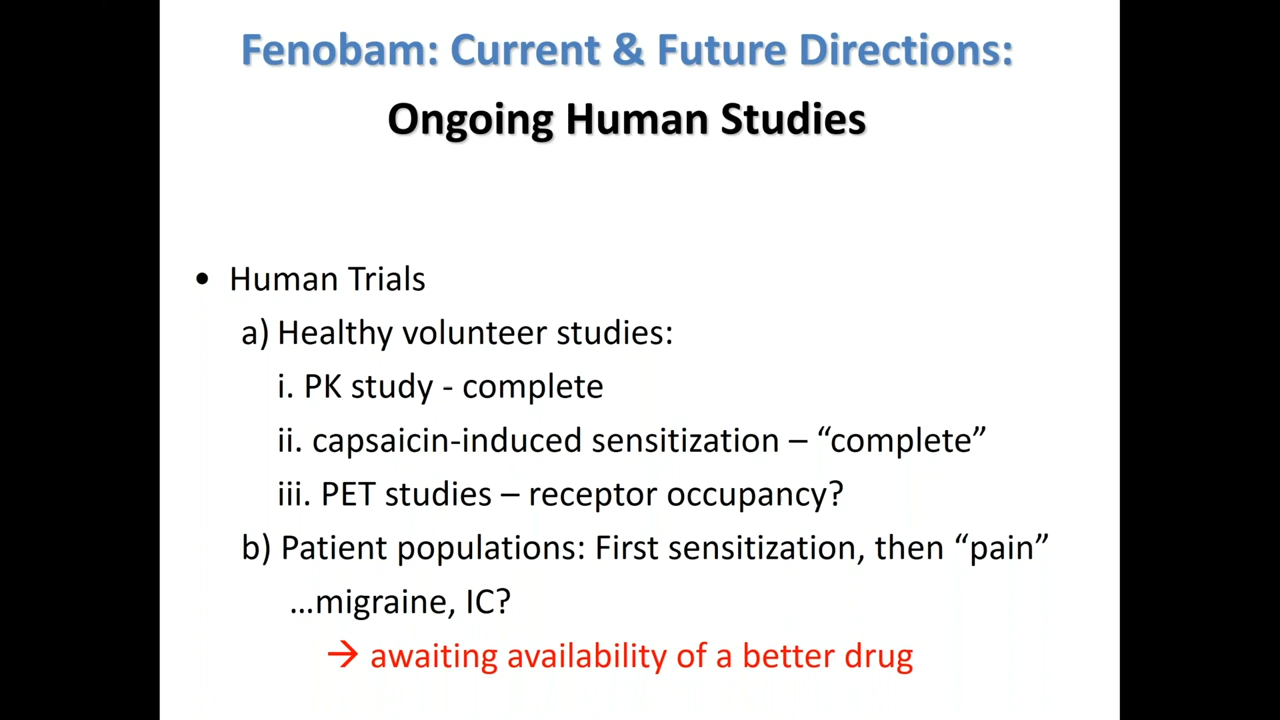 Fenobam: Current & Future Directions:
Ongoing Human Studies
• Human Trials
a) Healthy volunteer studies:
i. PK study - complete
ii. capsaicin-induced sensitization – “complete”
iii. PET studies – receptor occupancy?
b) Patient populations: First sensitization, then “pain”
…migraine, IC?
→ awaiting availability of a better drug